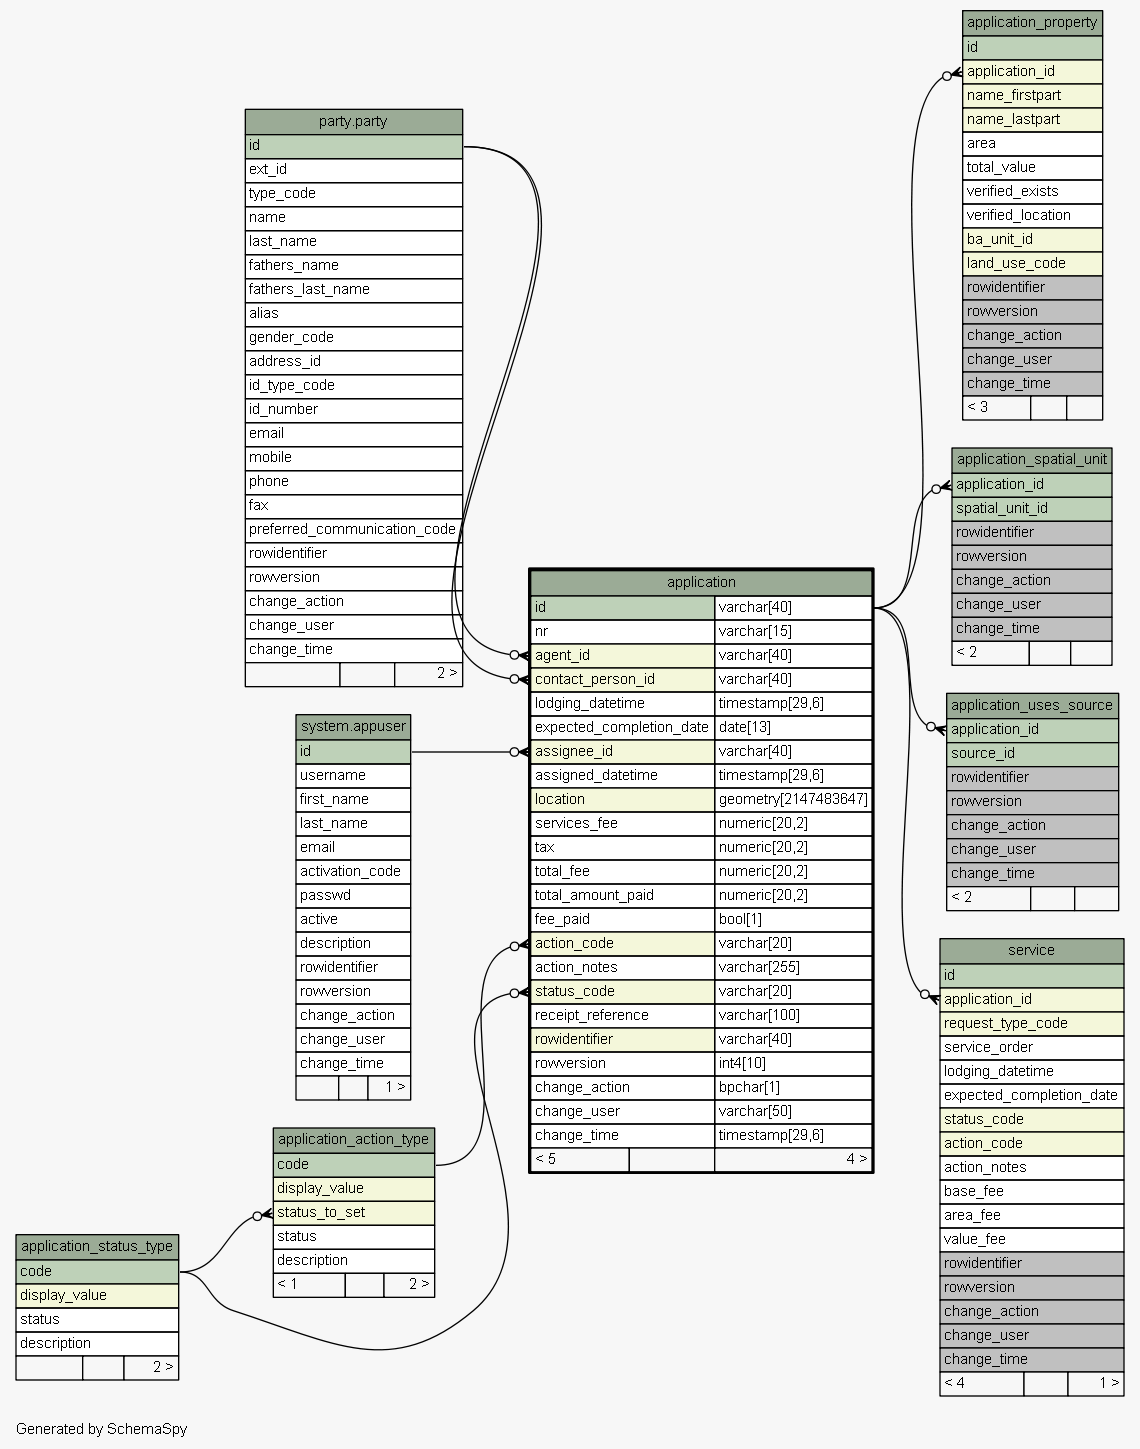 application_property
id
application_id
name_firstpart
name_lastpart
area
total_value
verified_exists
verified_location
ba_unit_id
land_use_code
rowidentifier
rowversion
change_action
change_user
change_time
< 3
party.party
id
ext_id
type_code
name
last_name
fathers_name
fathers_last_name
alias
gender_code
address_id
id_type_code
id_number
email
mobile
phone
fax
preferred_communication_code
rowidentifier
rowversion
change_action
change_user
change_time
2 >
application_spatial_unit
application_id
spatial_unit_id
rowidentifier
rowversion
change_action
change_user
change_time
< 2
application
id varchar[40]
nr varchar[15]
agent_id varchar[40]
contact_person_id varchar[40]
lodging_datetime timestamp[29,6]
expected_completion_date date[13]
assignee_id varchar[40]
assigned_datetime timestamp[29,6]
location geometry[2147483647]
services_fee numeric[20,2]
tax numeric[20,2]
total_fee numeric[20,2]
total_amount_paid numeric[20,2]
fee_paid bool[1]
action_code varchar[20]
action_notes varchar[255]
status_code varchar[20]
receipt_reference varchar[100]
rowidentifier varchar[40]
rowversion int4[10]
change_action bpchar[1]
change_user varchar[50]
change_time timestamp[29,6]
< 5 4 >
application_uses_source
application_id
source_id
rowidentifier
rowversion
change_action
change_user
change_time
< 2
system.appuser
id
username
first_name
last_name
email
activation_code
passwd
active
description
rowidentifier
rowversion
change_action
change_user
change_time
1 >
service
id
application_id
request_type_code
service_order
lodging_datetime
expected_completion_date
status_code
action_code
action_notes
base_fee
area_fee
value_fee
rowidentifier
rowversion
change_action
change_user
change_time
< 4 1 >
application_action_type
code
display_value
status_to_set
status
description
< 1 2 >
application_status_type
code
display_value
status
description
2 >
Generated by SchemaSpy